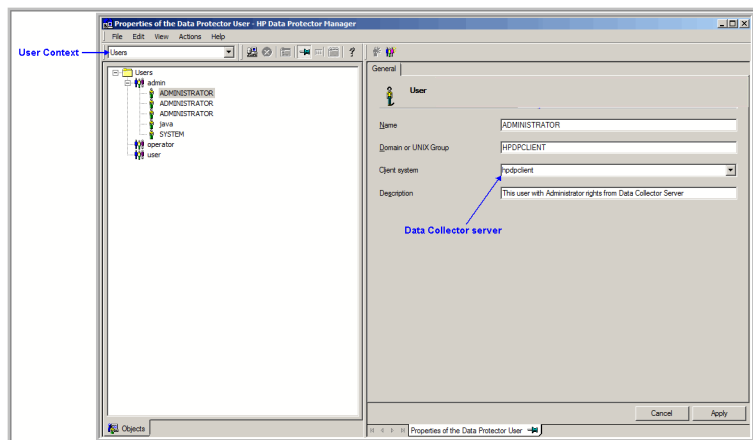 Properties of the Data Protector User - HP Data Protector Manager
File Edit View Actions Help
User Context
Users
?
Users
admin
ADMINISTRATOR
ADMINISTRATOR
ADMINISTRATOR
java
SYSTEM
operator
user
General
User
Name
ADMINISTRATOR
Domain or UNIX Group
HPDPCLIENT
Client system
hpdpclient
Description
This user with Administrator rights from Data Collector Server
Data Collector server
Cancel Apply
Objects
Properties of the Data Protector User